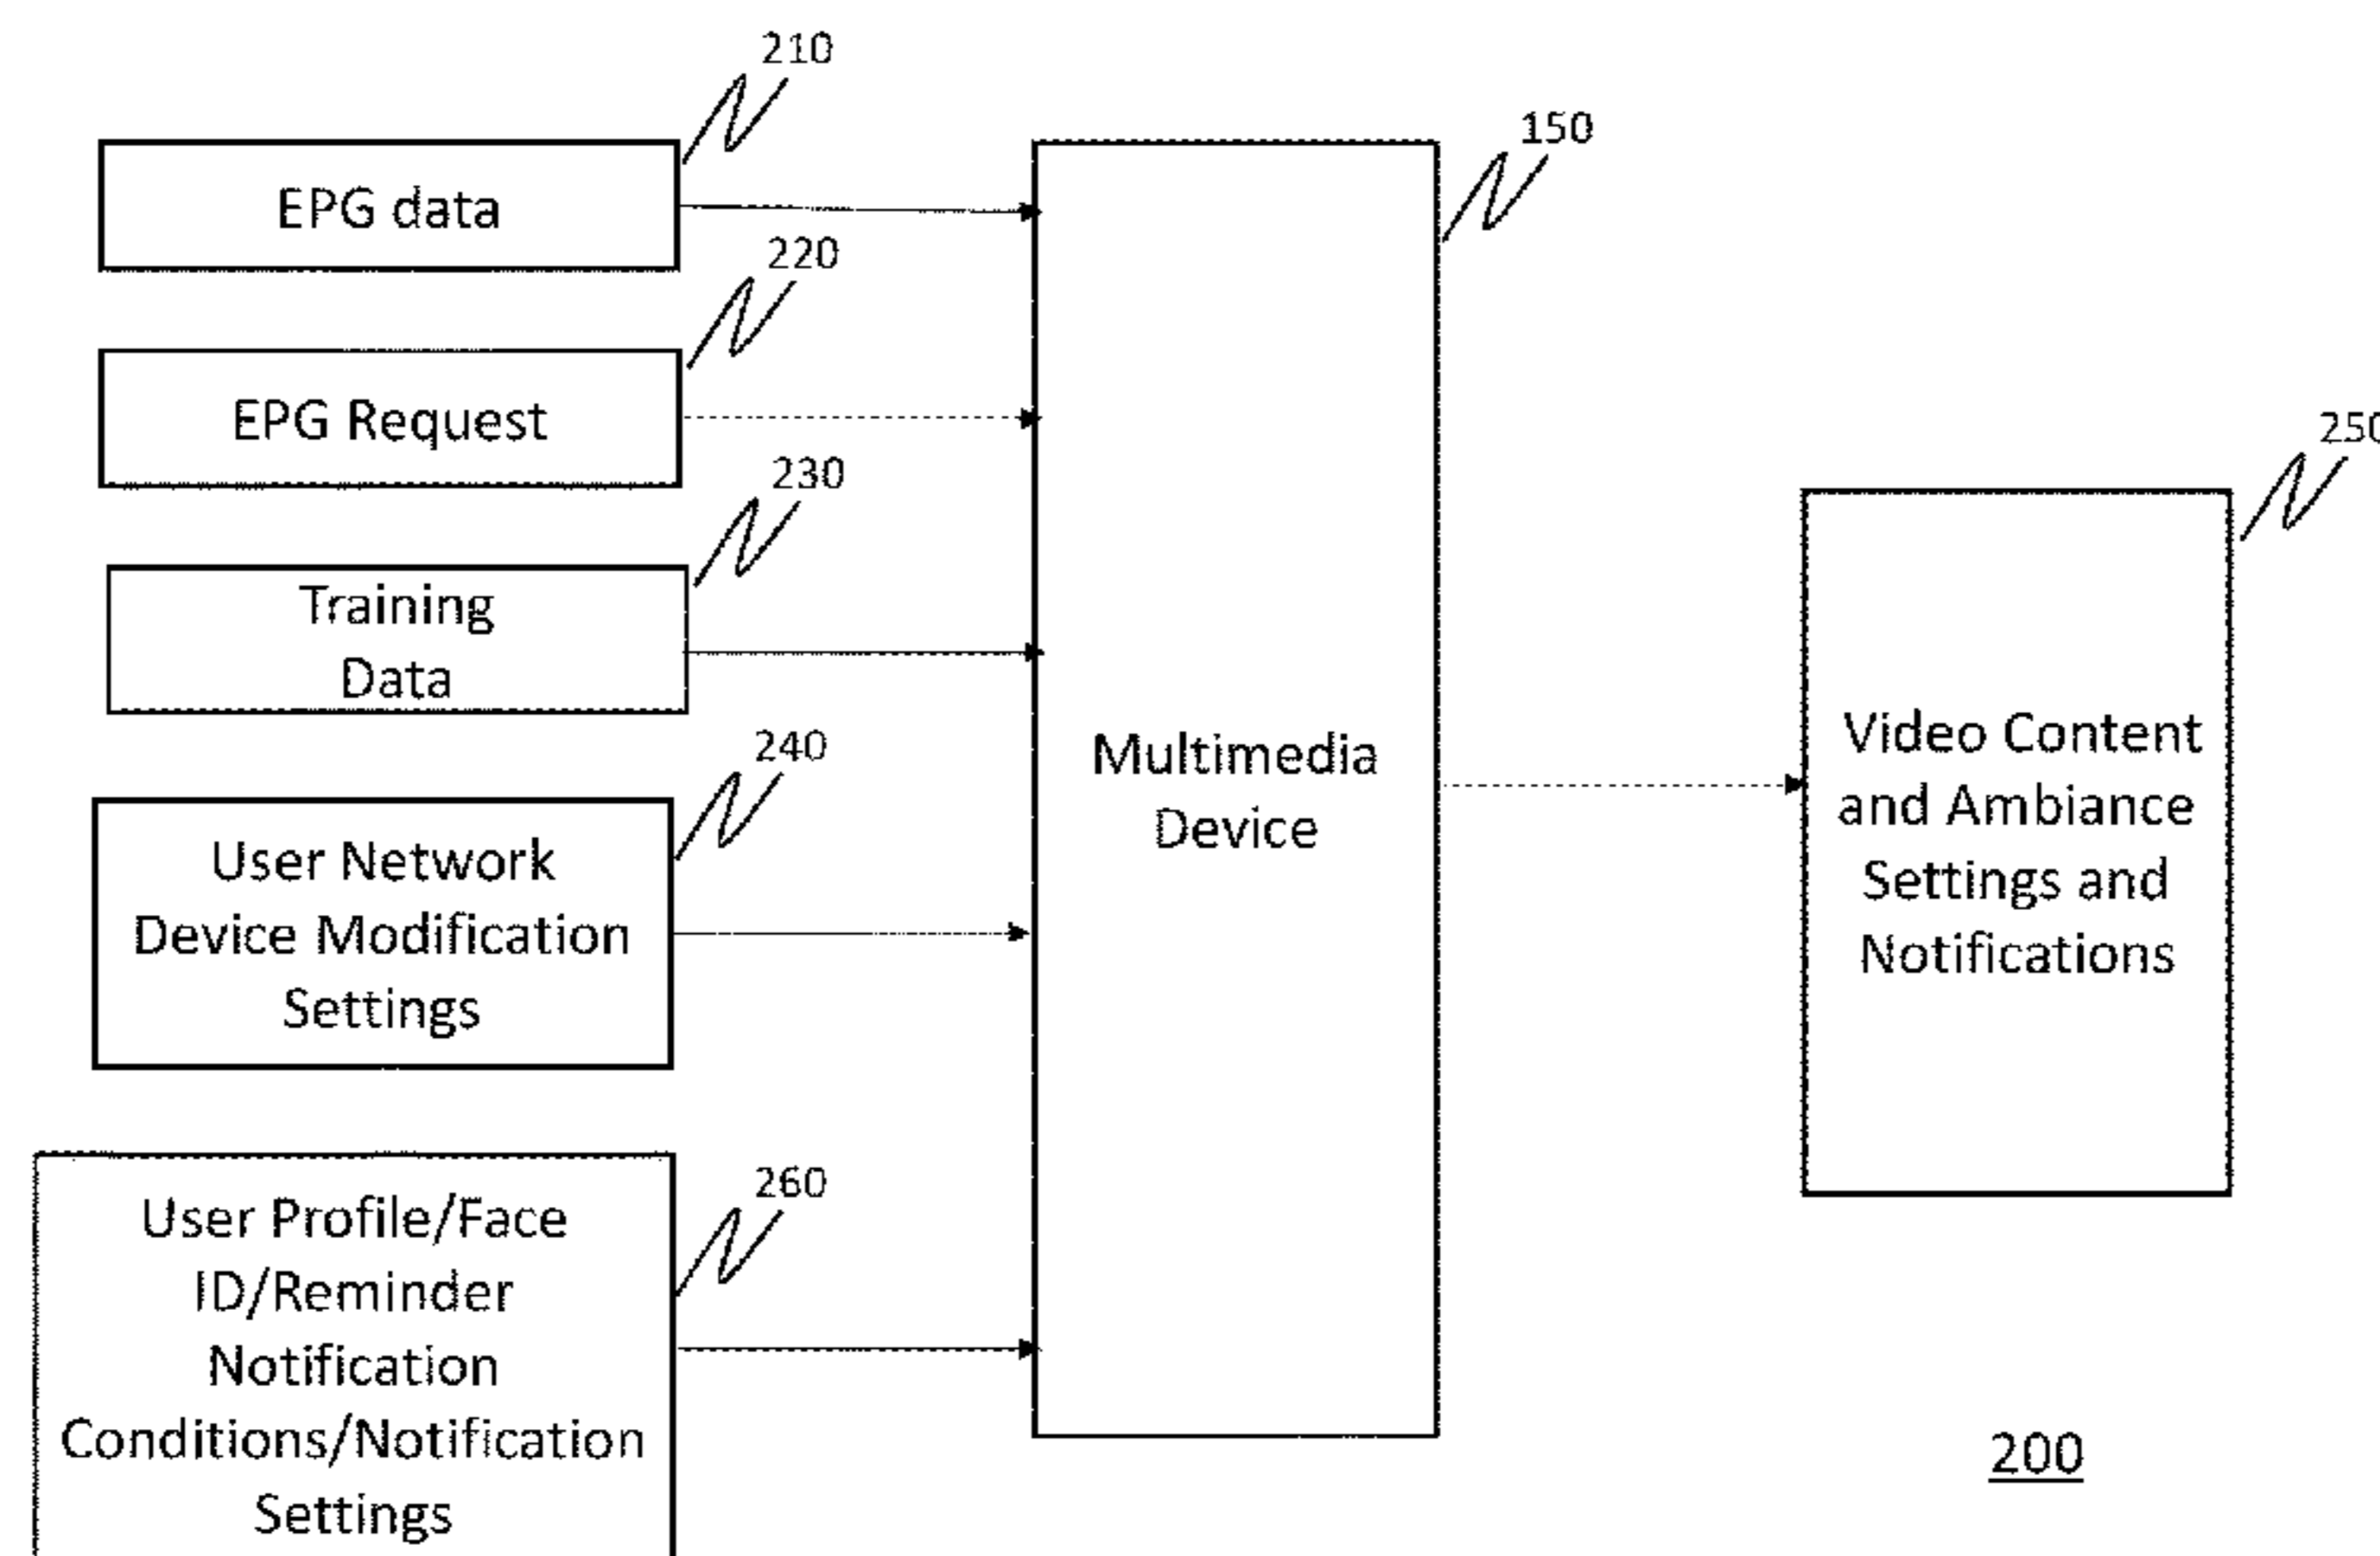 210
EPG data
220
EPG Request
230
Training
Data
240
User Network
Device Modification
Settings
260
User Profile/Face
ID/Reminder
Notification
Conditions/Notification
Settings
150
Multimedia
Device
250
Video Content
and Ambiance
Settings and
Notifications
200